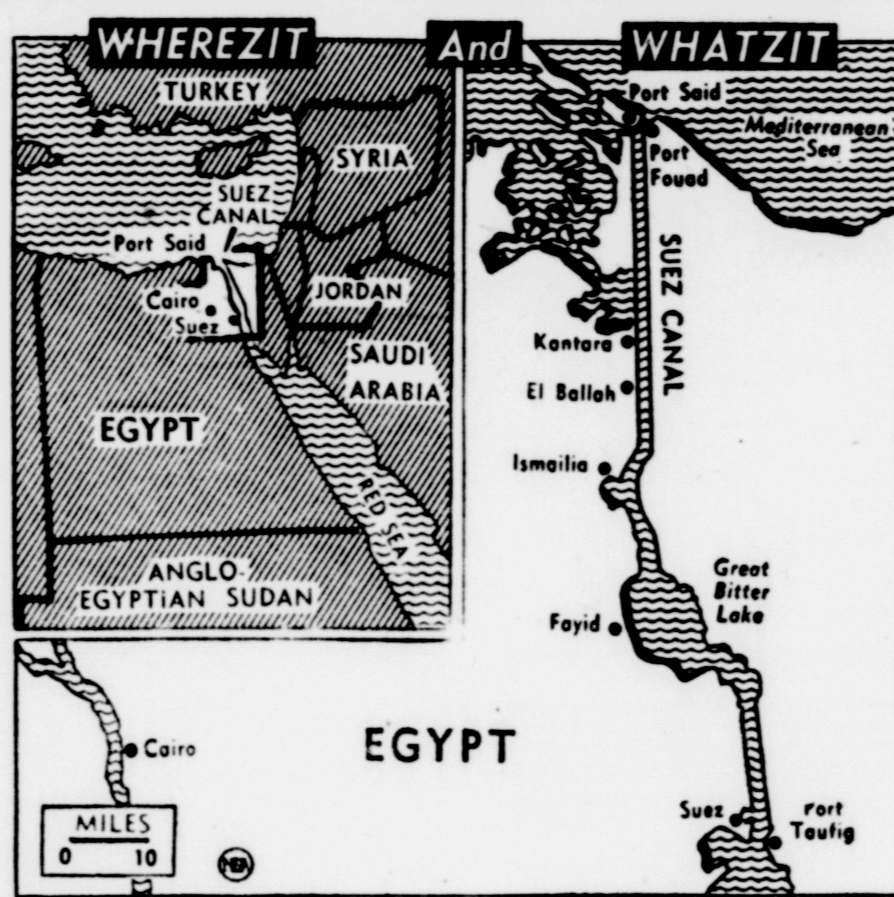 WHEREZIT And WHATZIT
TURKEY
SYRIA
SUEZ
CANAL
Port Said
Cairo
Suez
JORDAN
SAUDI
ARABIA
EGYPT
RED SEA
ANGLO-
EGYPTIAN SUDAN
Port Said
Mediterranean
Sea
Port
Fouad
SUEZ CANAL
Kantara
El Ballah
Ismailia
Great
Bitter
Lake
Fayid
EGYPT
Cairo
Suez
Port
Taufig
MILES
0 10
NEA